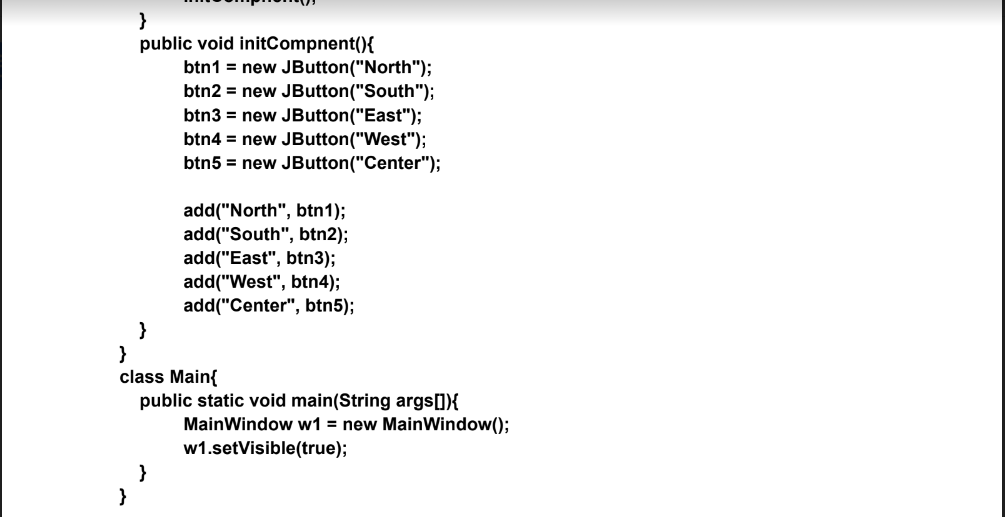 }
public void initCompnent(){
btn1 = new JButton("North");
btn2 = new JButton("South");
btn3 = new JButton("East");
btn4 = new JButton("West");
btn5 = new JButton("Center");
add("North", btn1);
add("South", btn2);
add("East", btn3);
add("West", btn4);
add("Center", btn5);
}
}
class Main{
public static void main(String args[]){
MainWindow w1 = new MainWindow();
w1.setVisible(true);
}
}